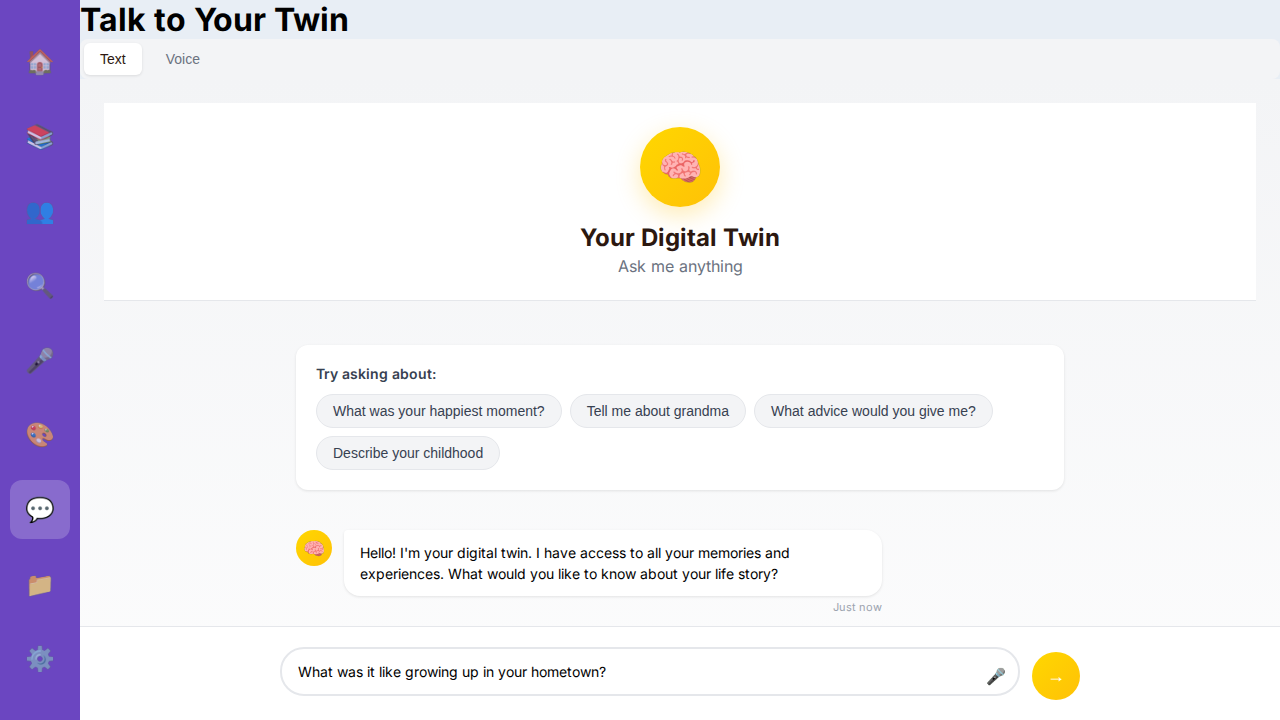 Talk to Your Twin
Text
Voice
Your Digital Twin
Ask me anything
Try asking about:
What was your happiest moment?
Tell me about grandma
What advice would you give me?
Describe your childhood
Hello! I'm your digital twin. I have access to all your memories and
experiences. What would you like to know about your life story?
Just now
What was it like growing up in your hometown?
→